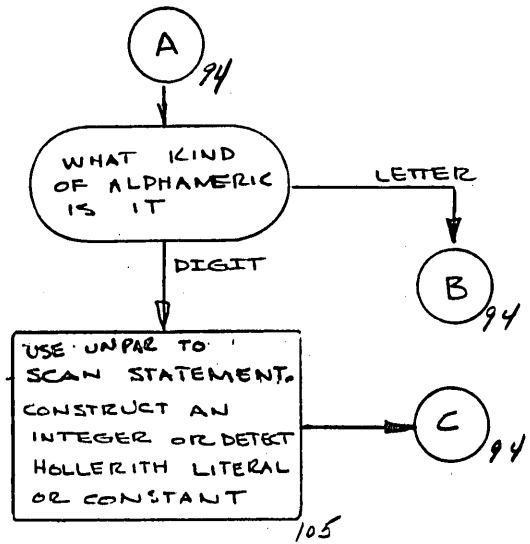 A
94
WHAT KIND
OF ALPHAMERIC
IS IT
LETTER
DIGIT
B
94
USE UNPAR TO
SCAN STATEMENT.
CONSTRUCT AN
INTEGER OR DETECT
HOLLERITH LITERAL
OR CONSTANT
105
C
94